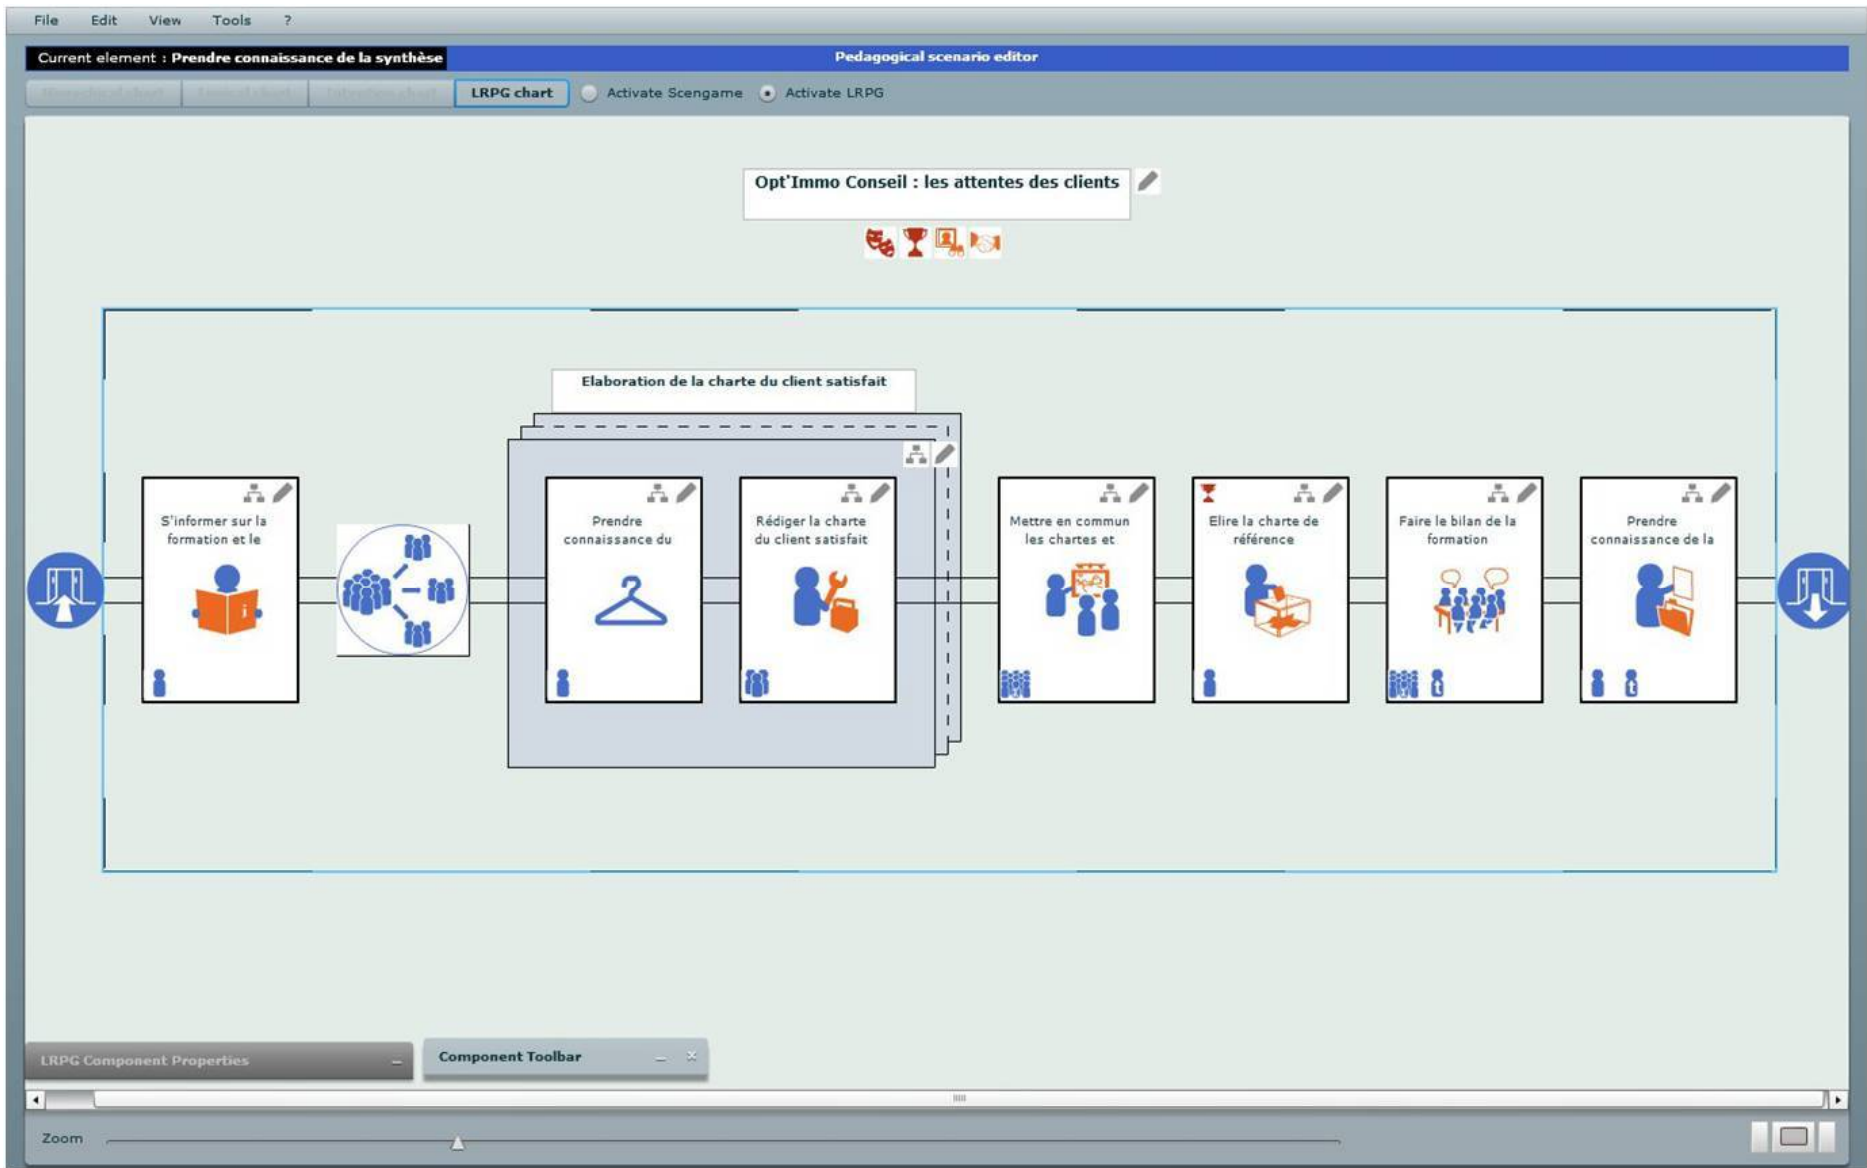 File Edit View Tools ?
Current element : Prendre connaissance de la synthèse Pedagogical scenario editor
LRPG chart Activate Scengame Activate LRPG
Opt'Immo Conseil : les attentes des clients
Elaboration de la charte du client satisfait
S'informer sur la
formation et le
Prendre
connaissance du
Rédiger la charte
du client satisfait
Mettre en commun
les chartes et
Elire la charte de
référence
Faire le bilan de la
formation
Prendre
connaissance de la
LRPG Component Properties
Component Toolbar
Zoom